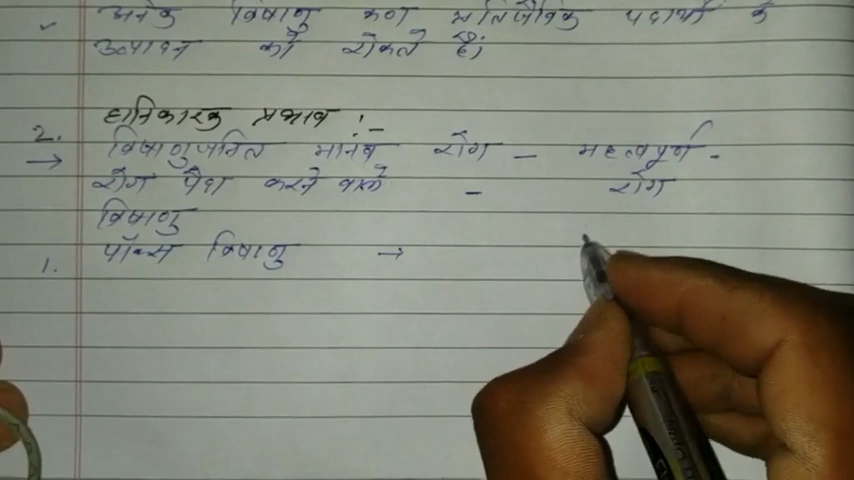 अनेक विषाणु कण प्रतिजैविक पदार्थों के
उत्पादन को रोकते हैं।
2. हानिकारक प्रभाव :-
→ विषाणुजनित मानव रोग - महत्वपूर्ण -
रोग पैदा करने वाले - रोग
विषाणु
1. पॉक्स विषाणु →